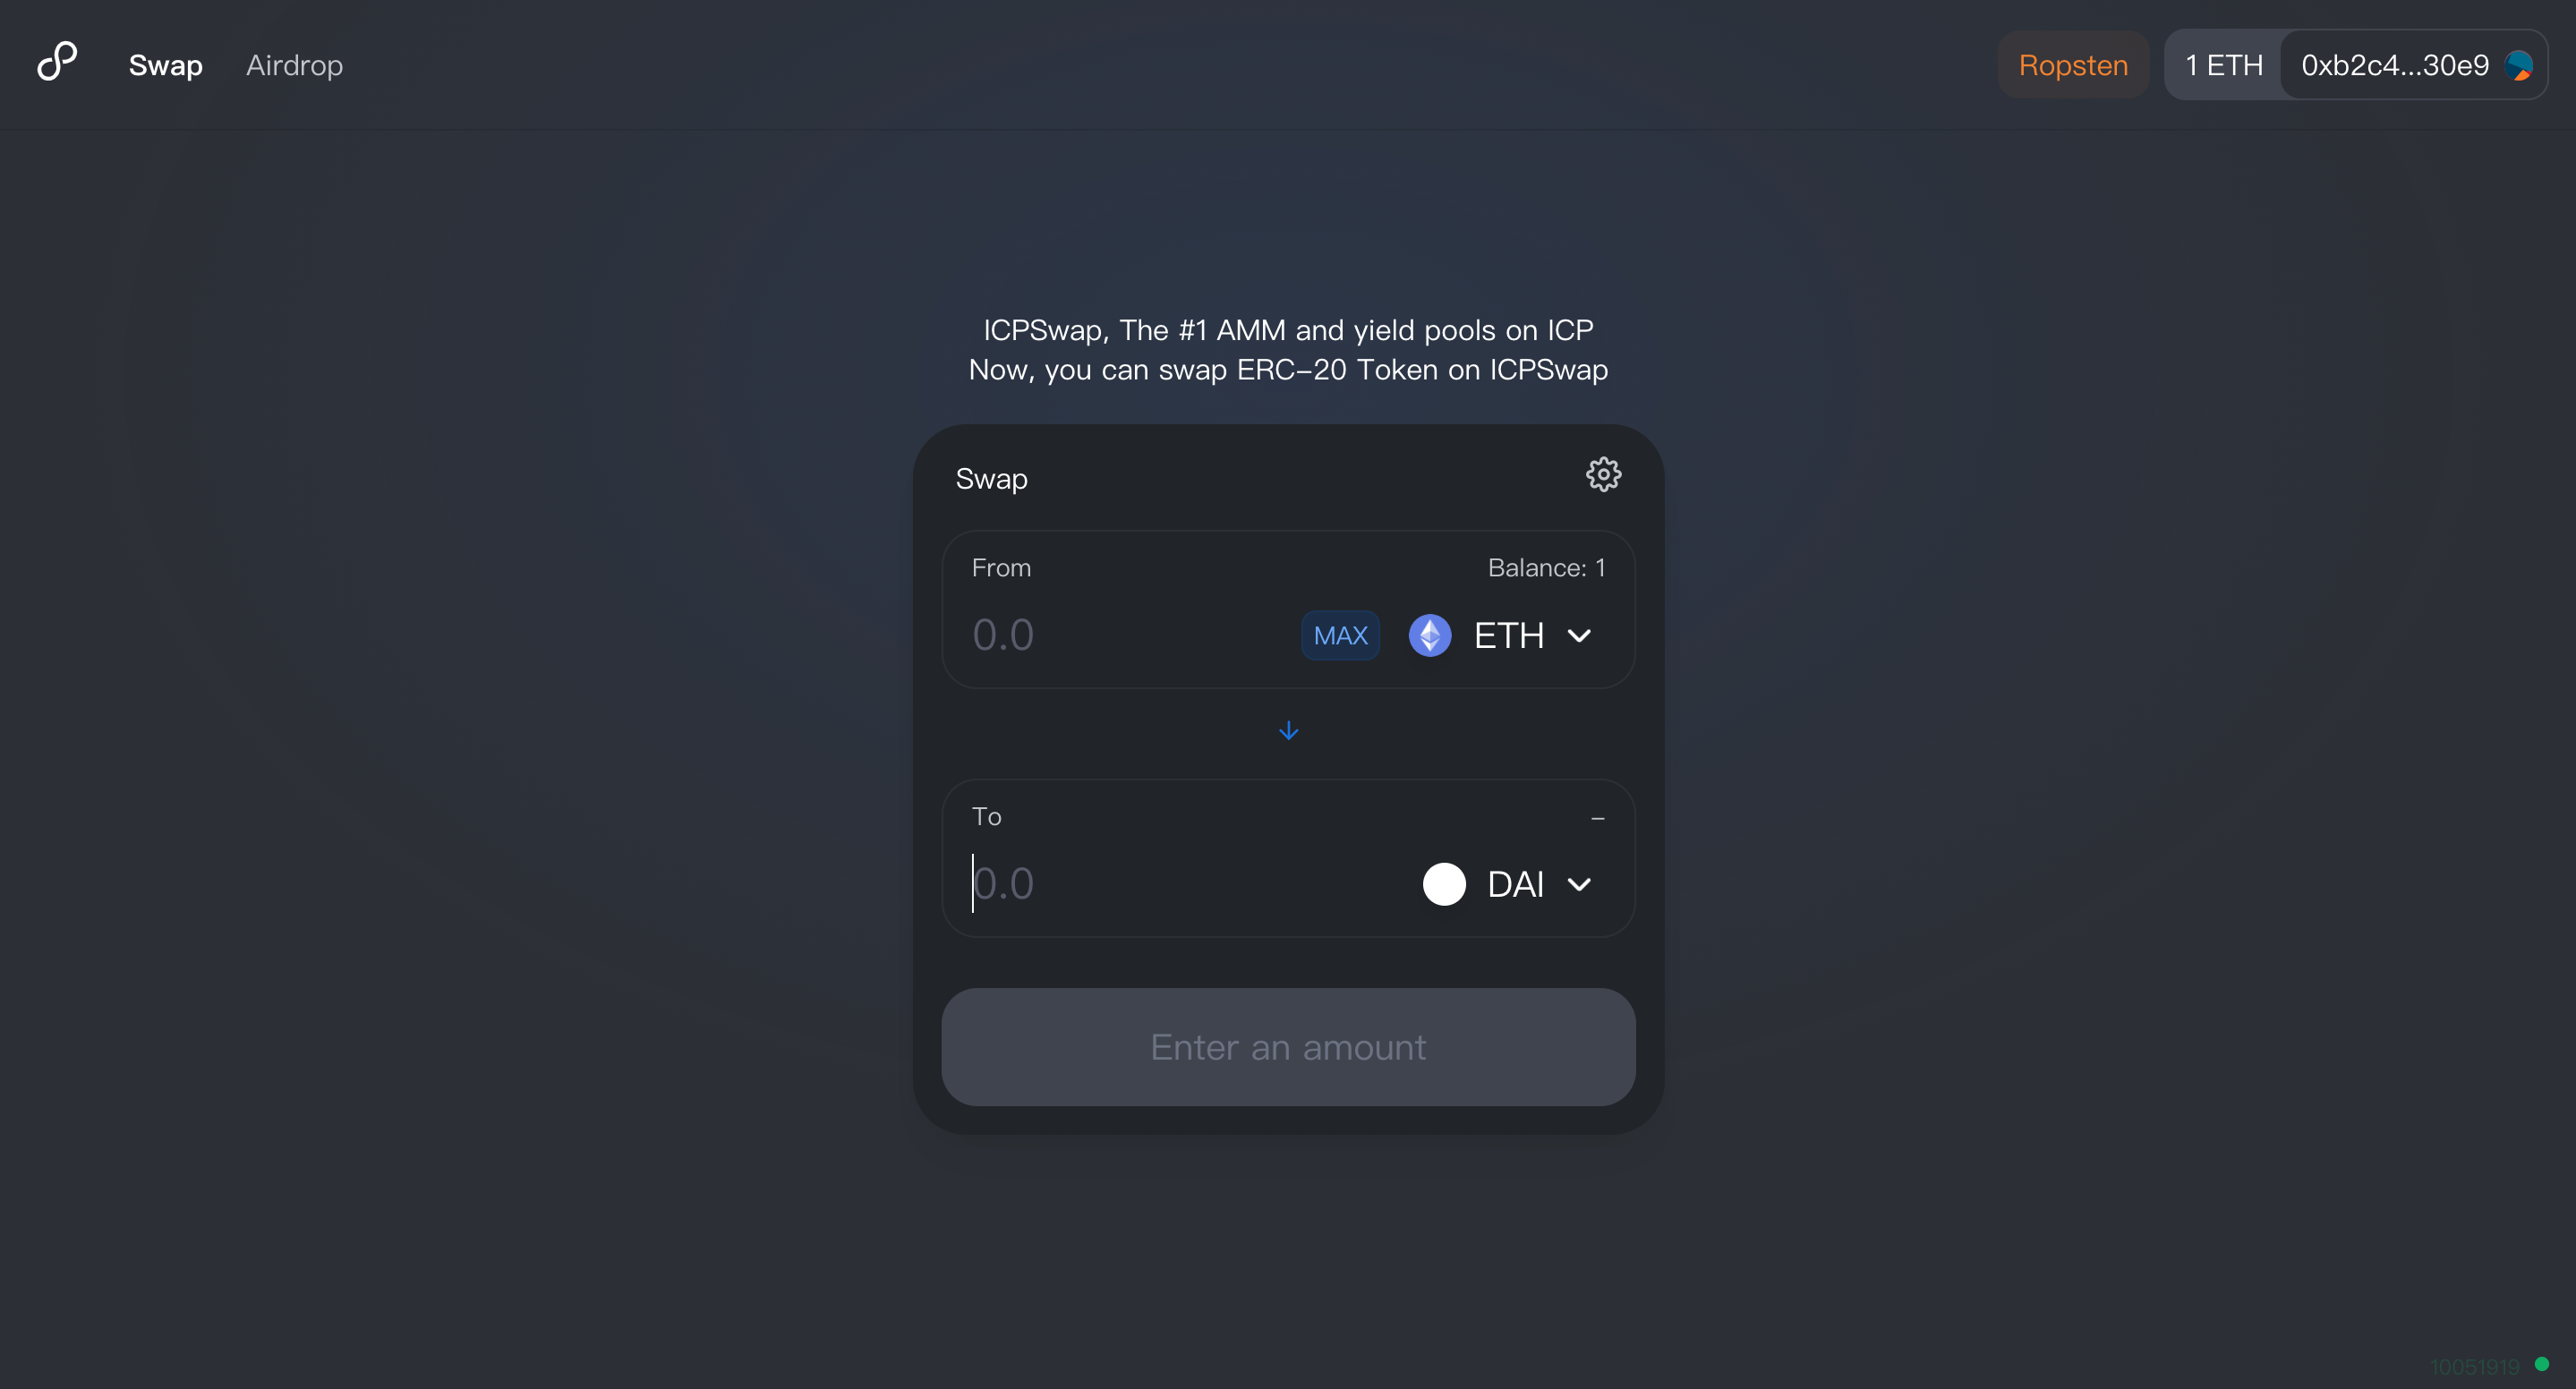 Swap
Airdrop
Ropsten
1 ETH
0xb2c4...30e9
ICPSwap, The #1 AMM and yield pools on ICP
Now, you can swap ERC-20 Token on ICPSwap
Swap
From
Balance: 1
0.0
MAX
ETH
To
-
0.0
DAI
Enter an amount
10051919